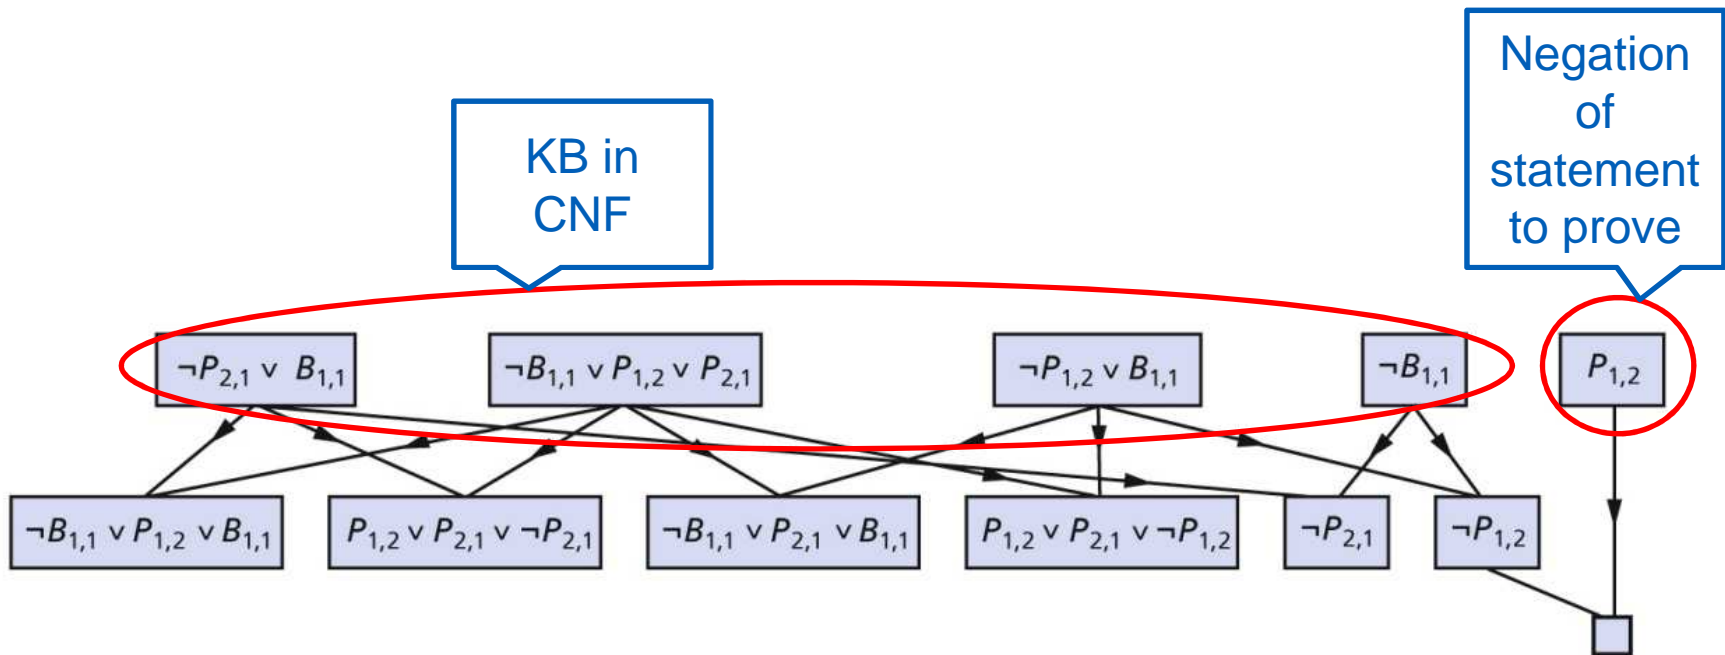 Negation
of
statement
to prove
KB in
CNF
¬P2,1 ∨ B1,1
¬B1,1 ∨ P1,2 ∨ P2,1
¬P1,2 ∨ B1,1
¬B1,1
P1,2
¬B1,1 ∨ P1,2 ∨ B1,1
P1,2 ∨ P2,1 ∨ ¬P2,1
¬B1,1 ∨ P2,1 ∨ B1,1
P1,2 ∨ P2,1 ∨ ¬P1,2
¬P2,1
¬P1,2